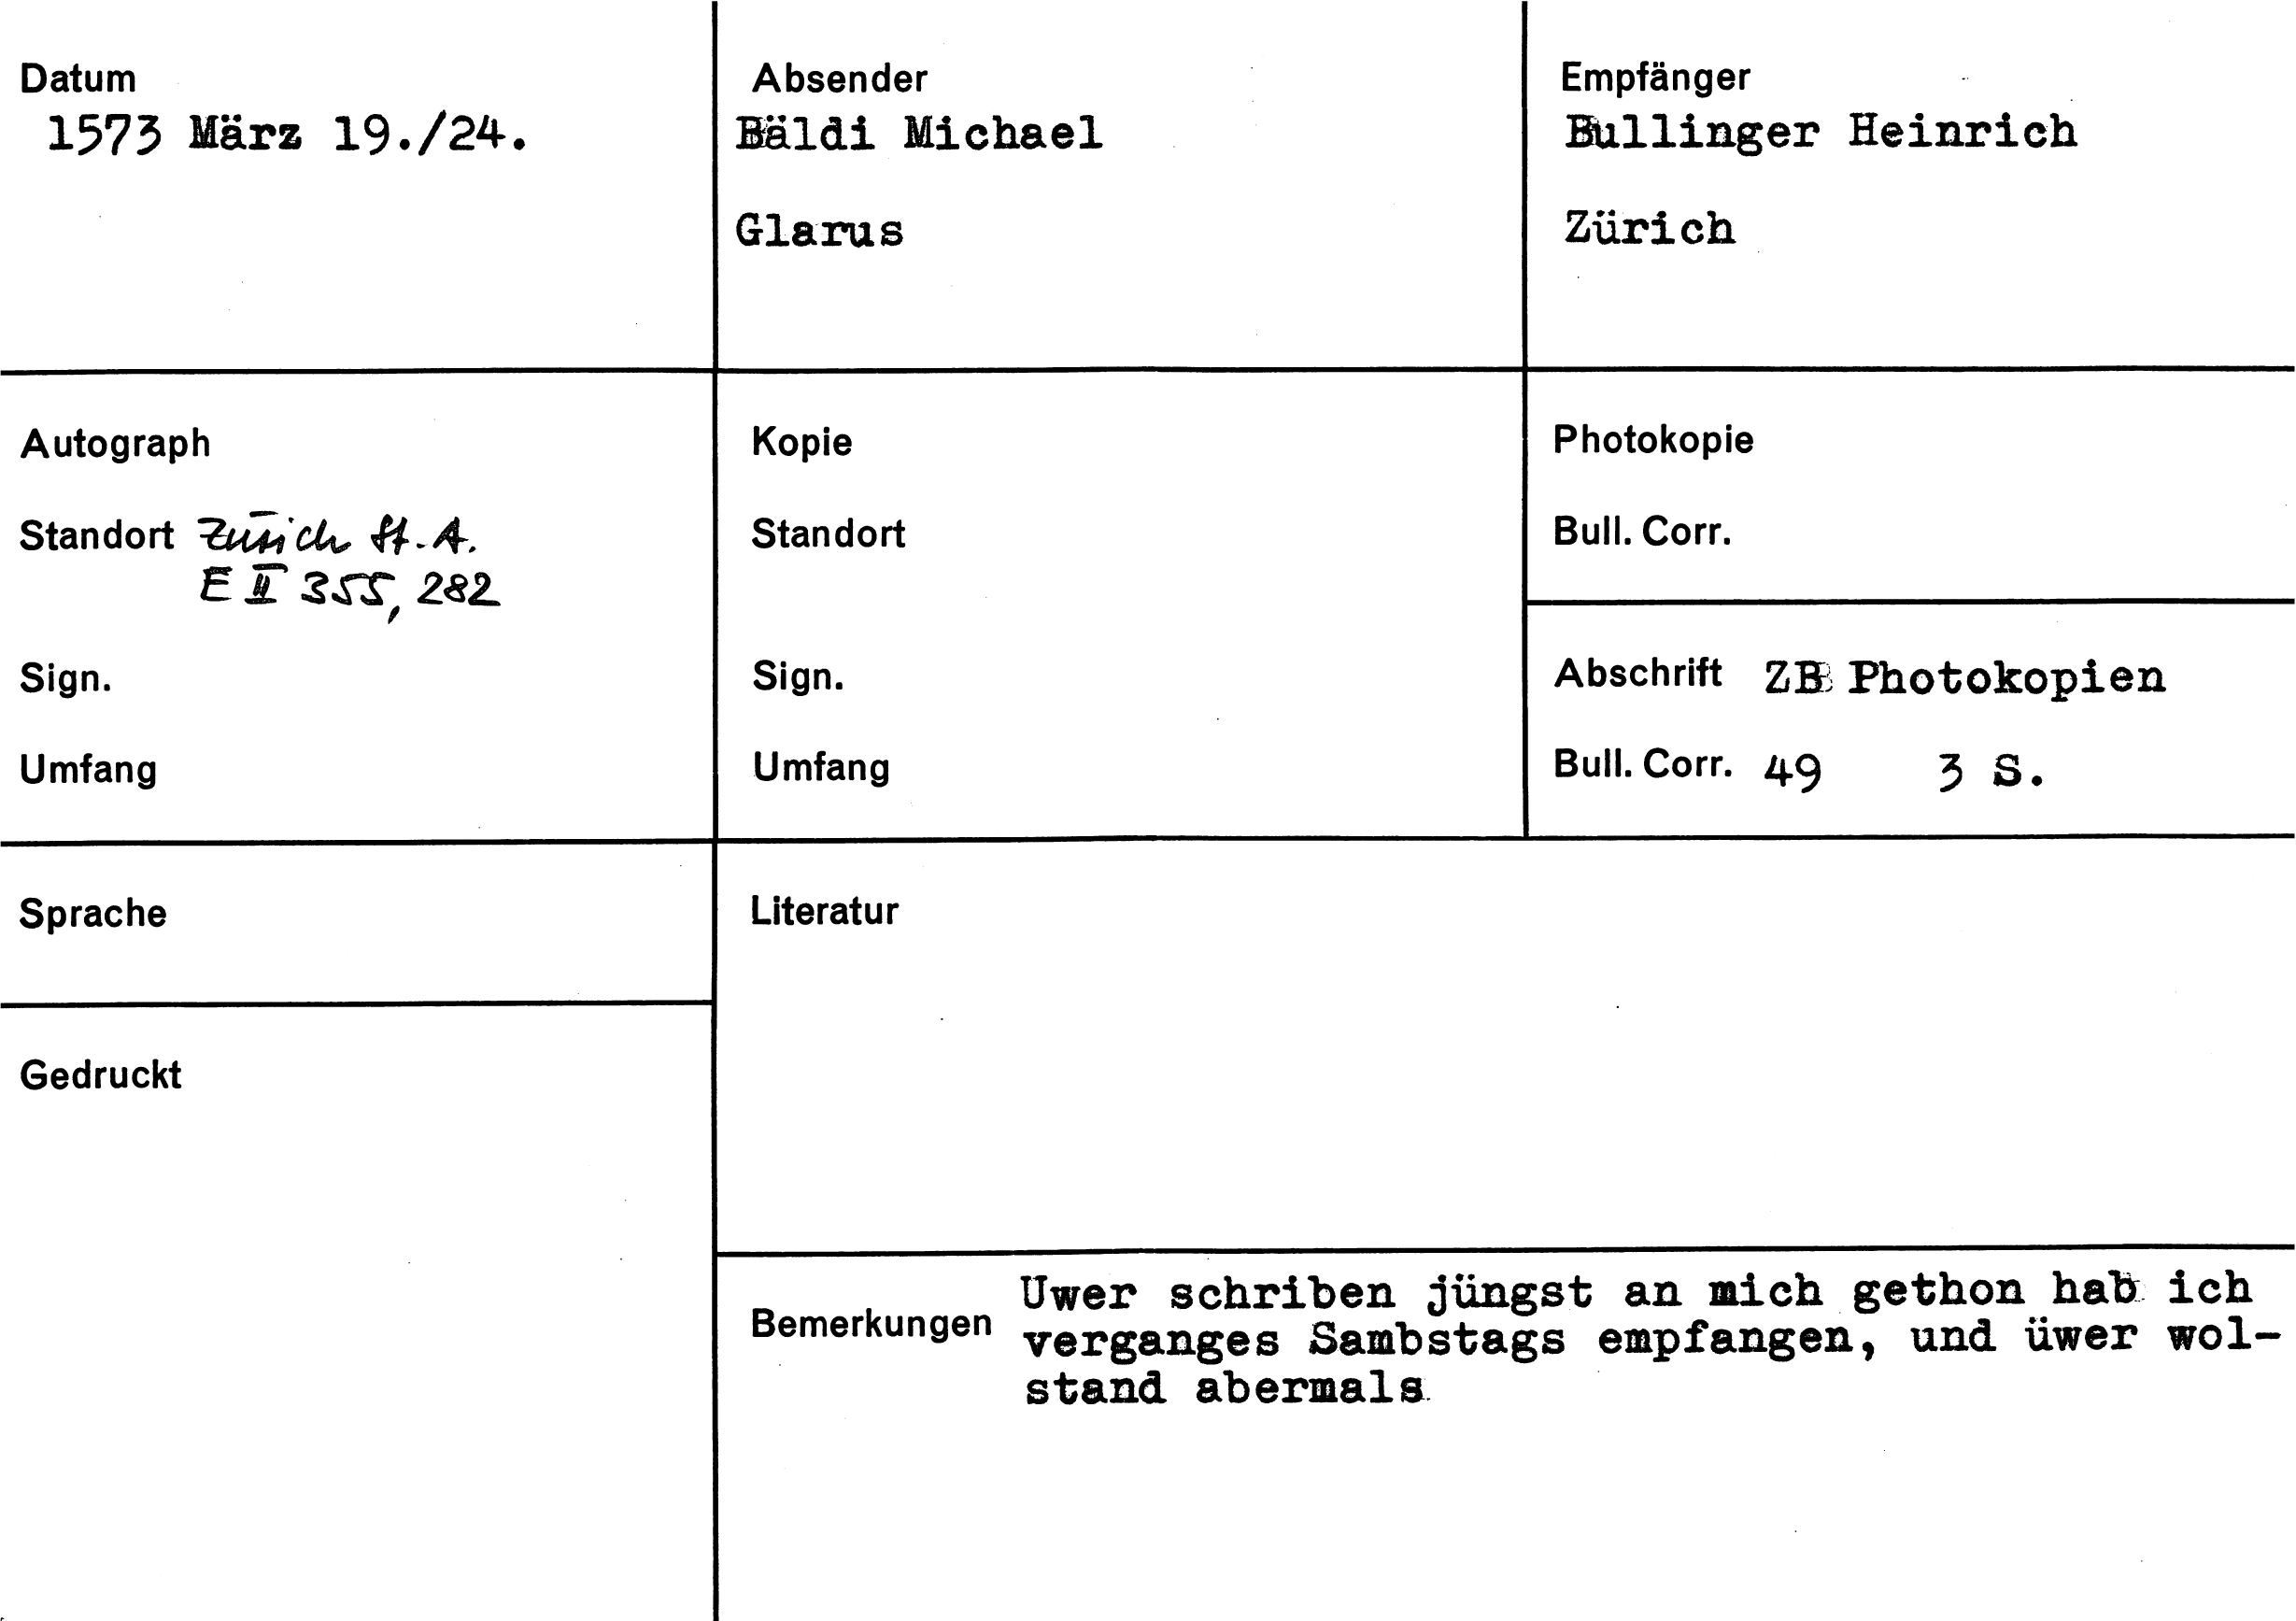 Datum
1573 März 19./24.
Absender
Bäldi Michael
Glarus
Empfänger
Bullinger Heinrich
Zürich
Autograph
Standort Zürich St.A.
E II 355, 282
Sign.
Umfang
Kopie
Standort
Sign.
Umfang
Photokopie
Bull. Corr.
Abschrift ZB Photokopien
Bull. Corr. 49 3 S.
Sprache
Literatur
Gedruckt
Bemerkungen
Uwer schriben jüngst an mich gethon hab ich
verganges Sambstags empfangen, und üwer wol-
stand abermals